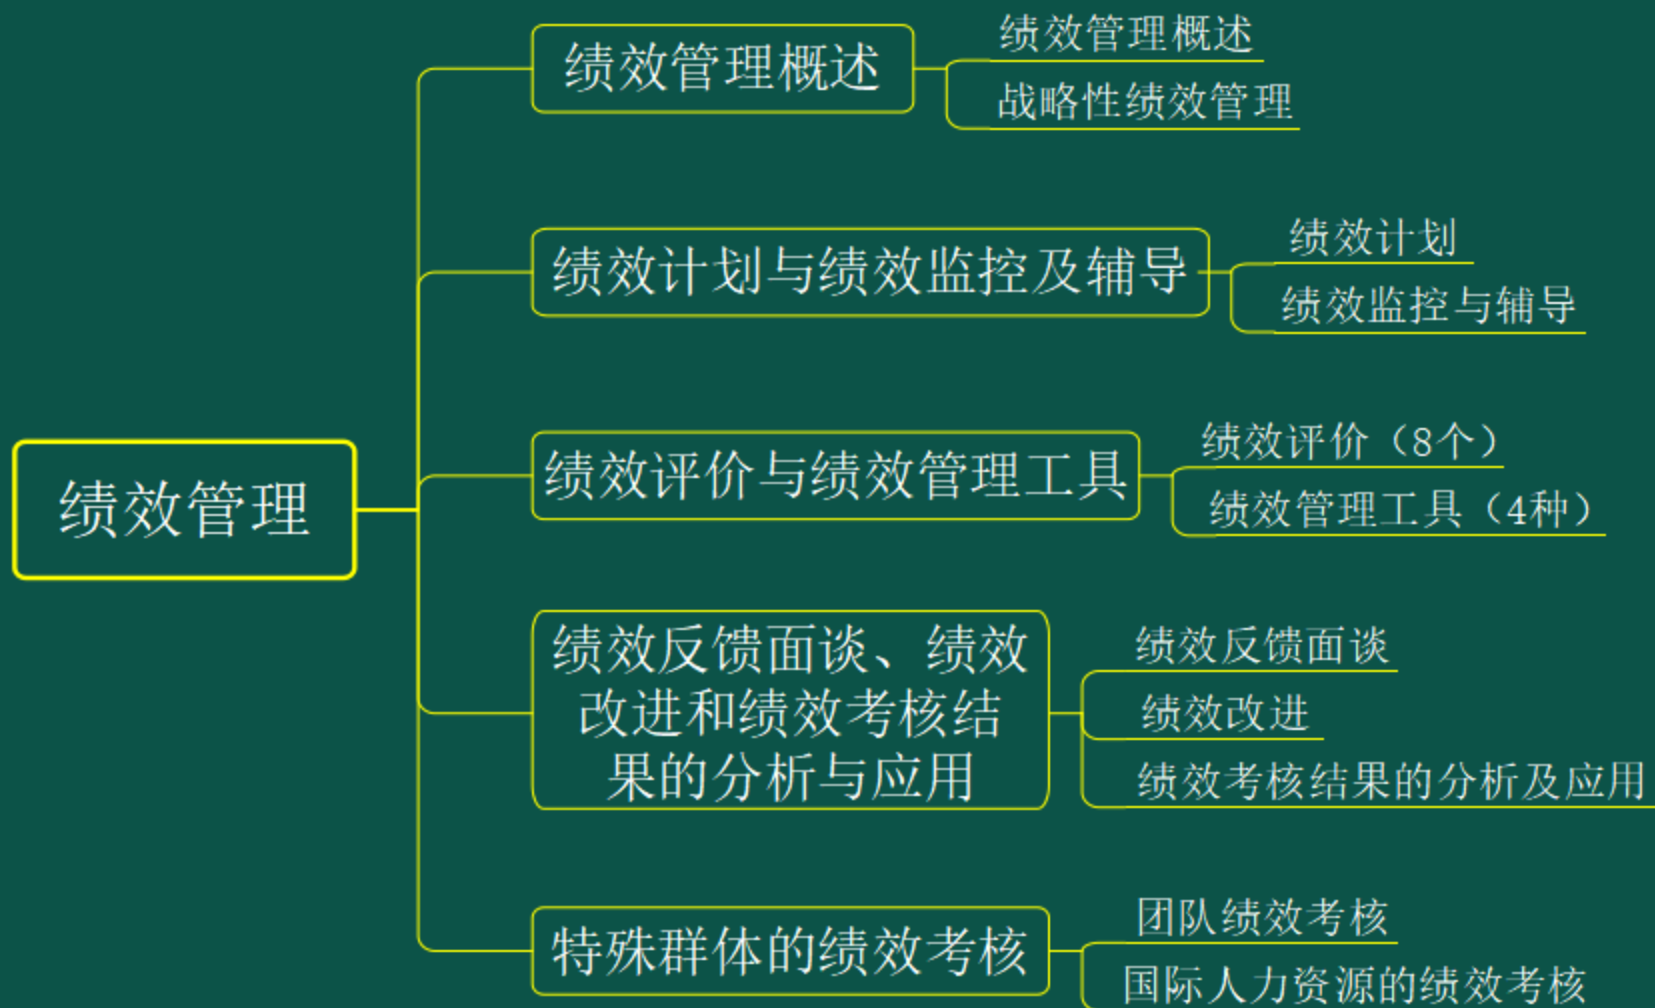 绩效管理
绩效管理概述
绩效管理概述
战略性绩效管理
绩效计划与绩效监控及辅导
绩效计划
绩效监控与辅导
绩效评价与绩效管理工具
绩效评价（8个）
绩效管理工具（4种）
绩效反馈面谈、绩效
改进和绩效考核结
果的分析与应用
绩效反馈面谈
绩效改进
绩效考核结果的分析及应用
特殊群体的绩效考核
团队绩效考核
国际人力资源的绩效考核